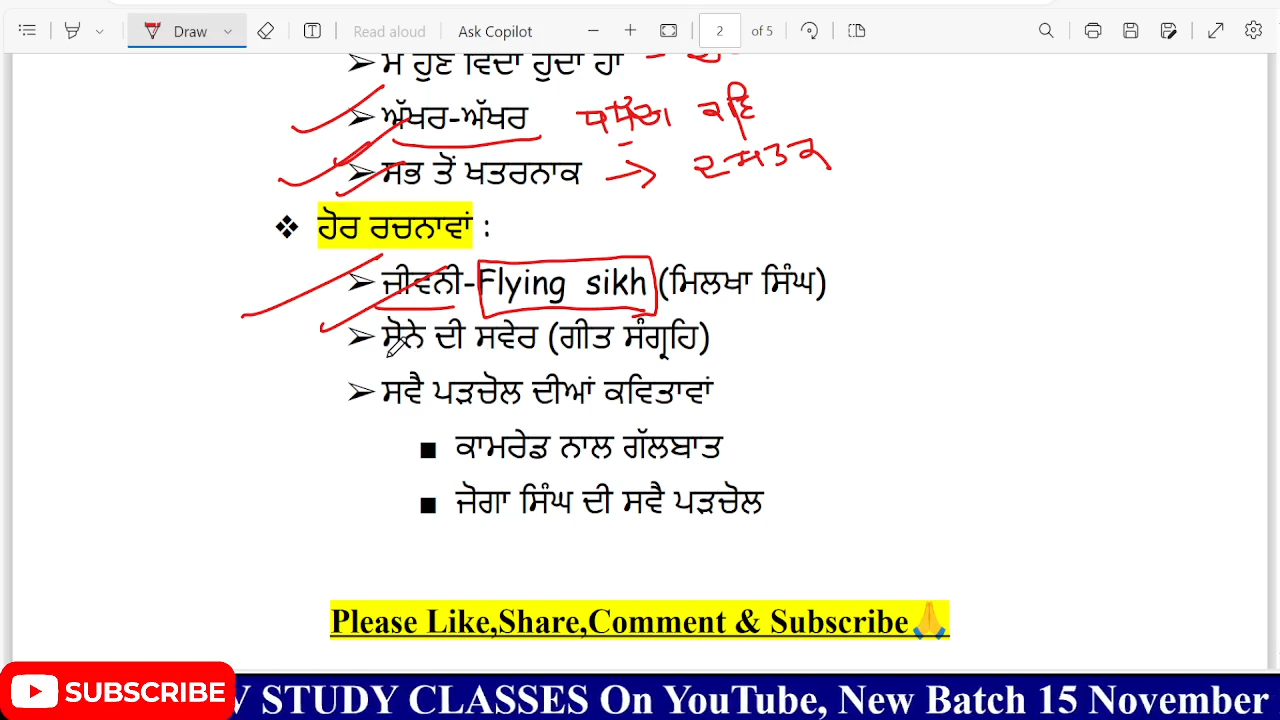 Draw
Read aloud
Ask Copilot
2
of 5
ਮੈਂ ਹੁਣ ਵਿਦਾ ਹੁੰਦਾ ਹਾਂ
ਅੱਖਰ-ਅੱਖਰ ਕਵਿ
ਸਭ ਤੋਂ ਖਤਰਨਾਕ → ਦਸਤਕ
ਹੋਰ ਰਚਨਾਵਾਂ :
ਜੀਵਨੀ-Flying sikh (ਮਿਲਖਾ ਸਿੰਘ)
ਸੋਨੇ ਦੀ ਸਵੇਰ (ਗੀਤ ਸੰਗ੍ਰਹਿ)
ਸਵੈ ਪੜਚੋਲ ਦੀਆਂ ਕਵਿਤਾਵਾਂ
ਕਾਮਰੇਡ ਨਾਲ ਗੱਲਬਾਤ
ਜੋਗਾ ਸਿੰਘ ਦੀ ਸਵੈ ਪੜਚੋਲ
Please Like,Share,Comment & Subscribe🙏
SUBSCRIBE
STUDY CLASSES On YouTube, New Batch 15 November